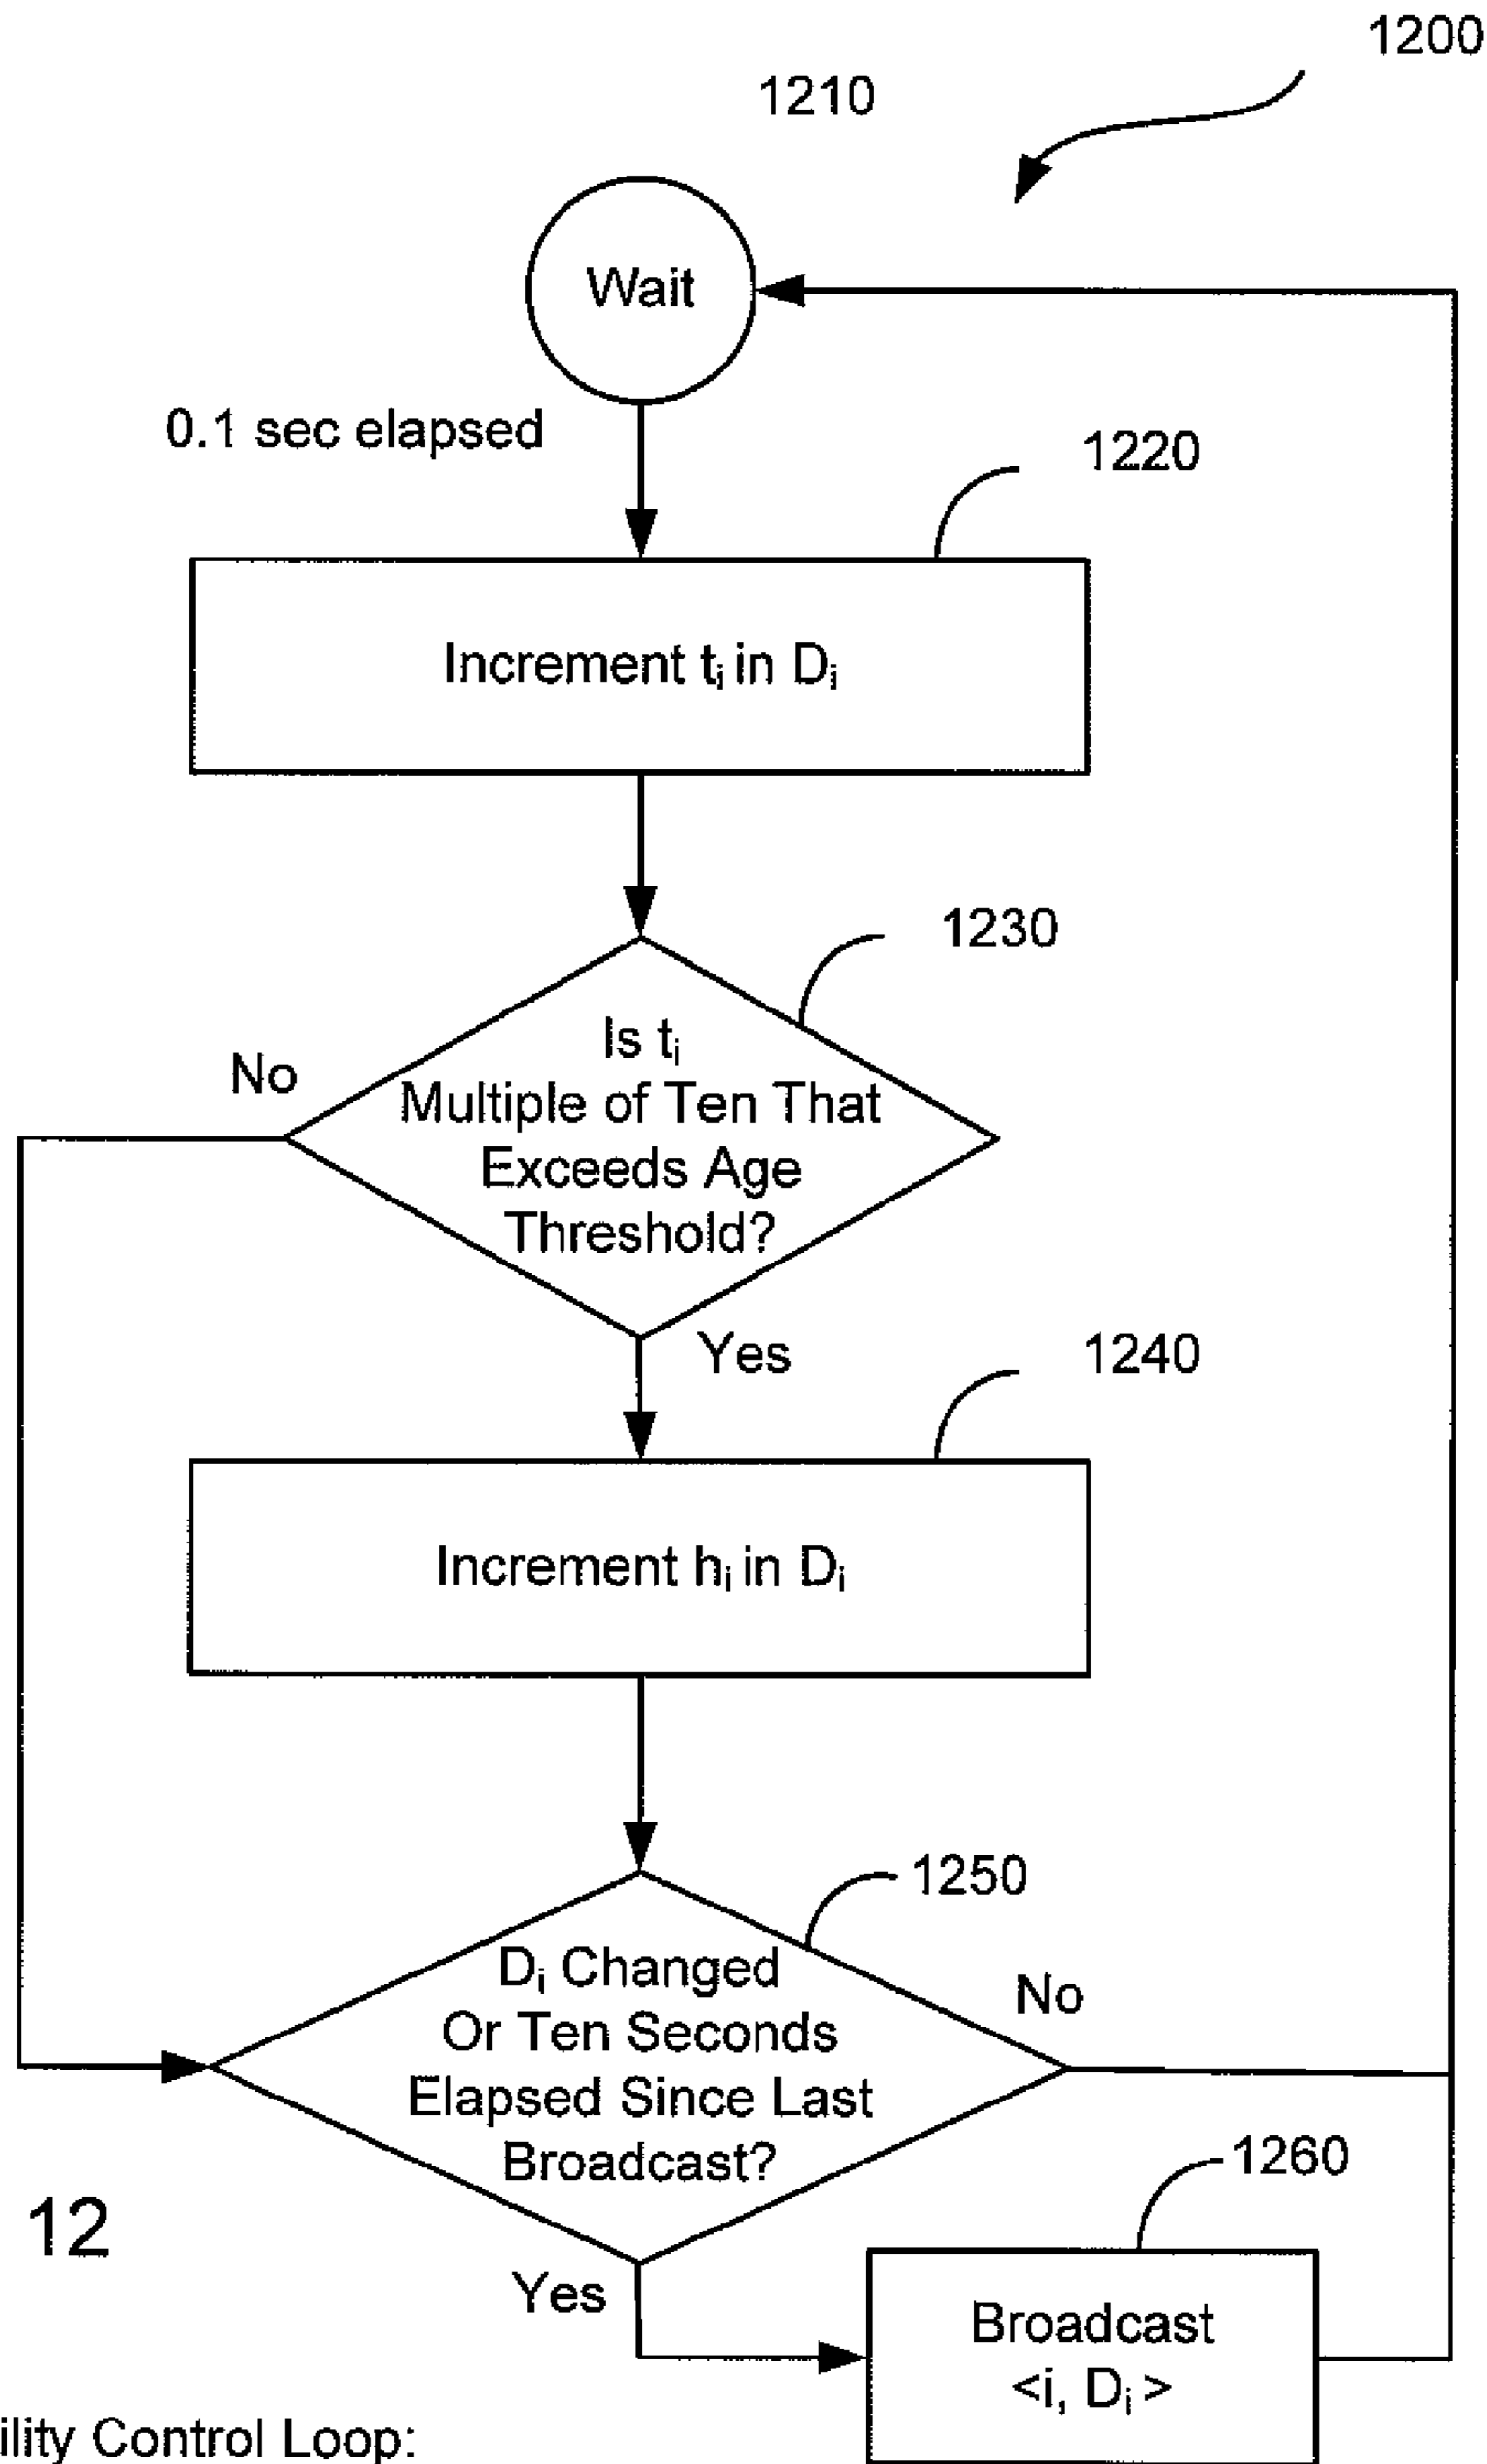 1200
1210
Wait
0.1 sec elapsed
1220
Increment tᵢ in Dᵢ
1230
Is tᵢ
Multiple of Ten That
Exceeds Age
Threshold?
No
Yes
1240
Increment hᵢ in Dᵢ
1250
Dᵢ Changed
Or Ten Seconds
Elapsed Since Last
Broadcast?
No
1260
12
Yes
Broadcast
<i, Dᵢ >
Control Loop: